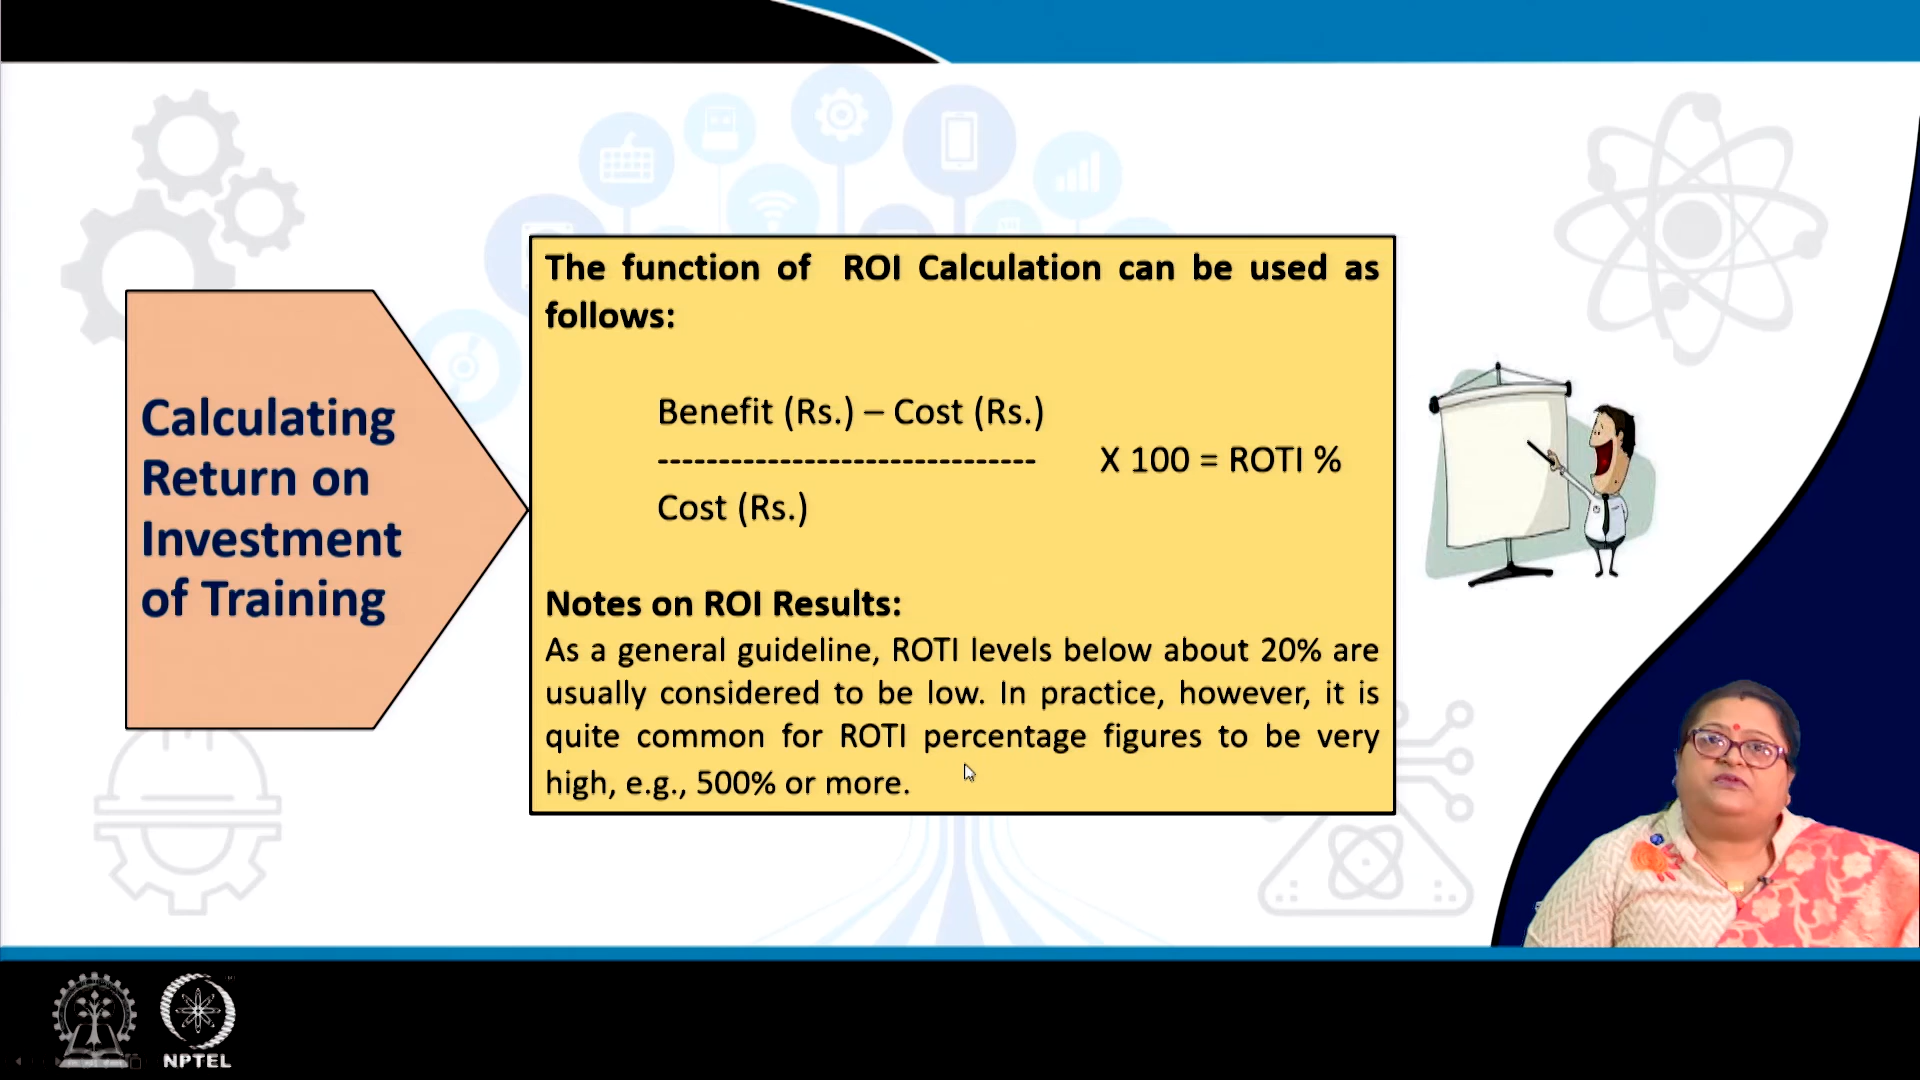 Calculating
Return on
Investment
of Training
The function of ROI Calculation can be used as
follows:
Benefit (Rs.) – Cost (Rs.)
-------------------------------
X 100 = ROTI %
Cost (Rs.)
Notes on ROI Results:
As a general guideline, ROTI levels below about 20% are
usually considered to be low. In practice, however, it is
quite common for ROTI percentage figures to be very
high, e.g., 500% or more.
NPTEL